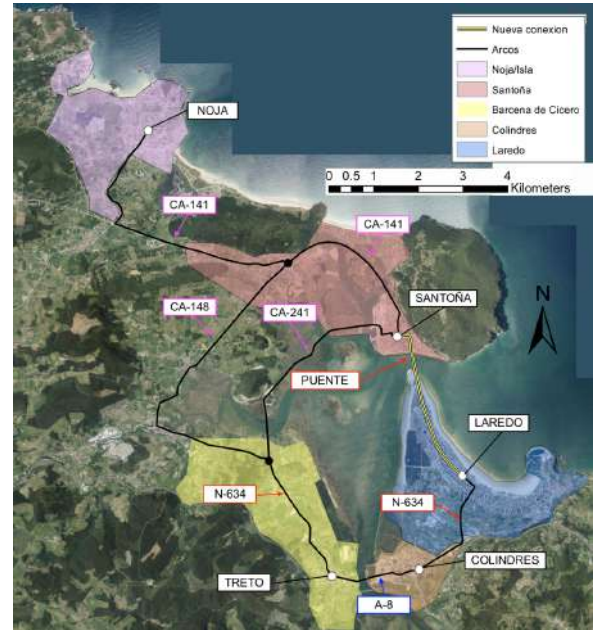 Nueva conexion
Arcos
Noja/Isla
Santoña
Barcena de Cicero
Colindres
Laredo
0 0.5 1 2 3 4
Kilometers
NOJA
CA-141
CA-141
CA-148
CA-241
SANTOÑA
N
PUENTE
LAREDO
N-634
N-634
COLINDRES
TRETO
A-8